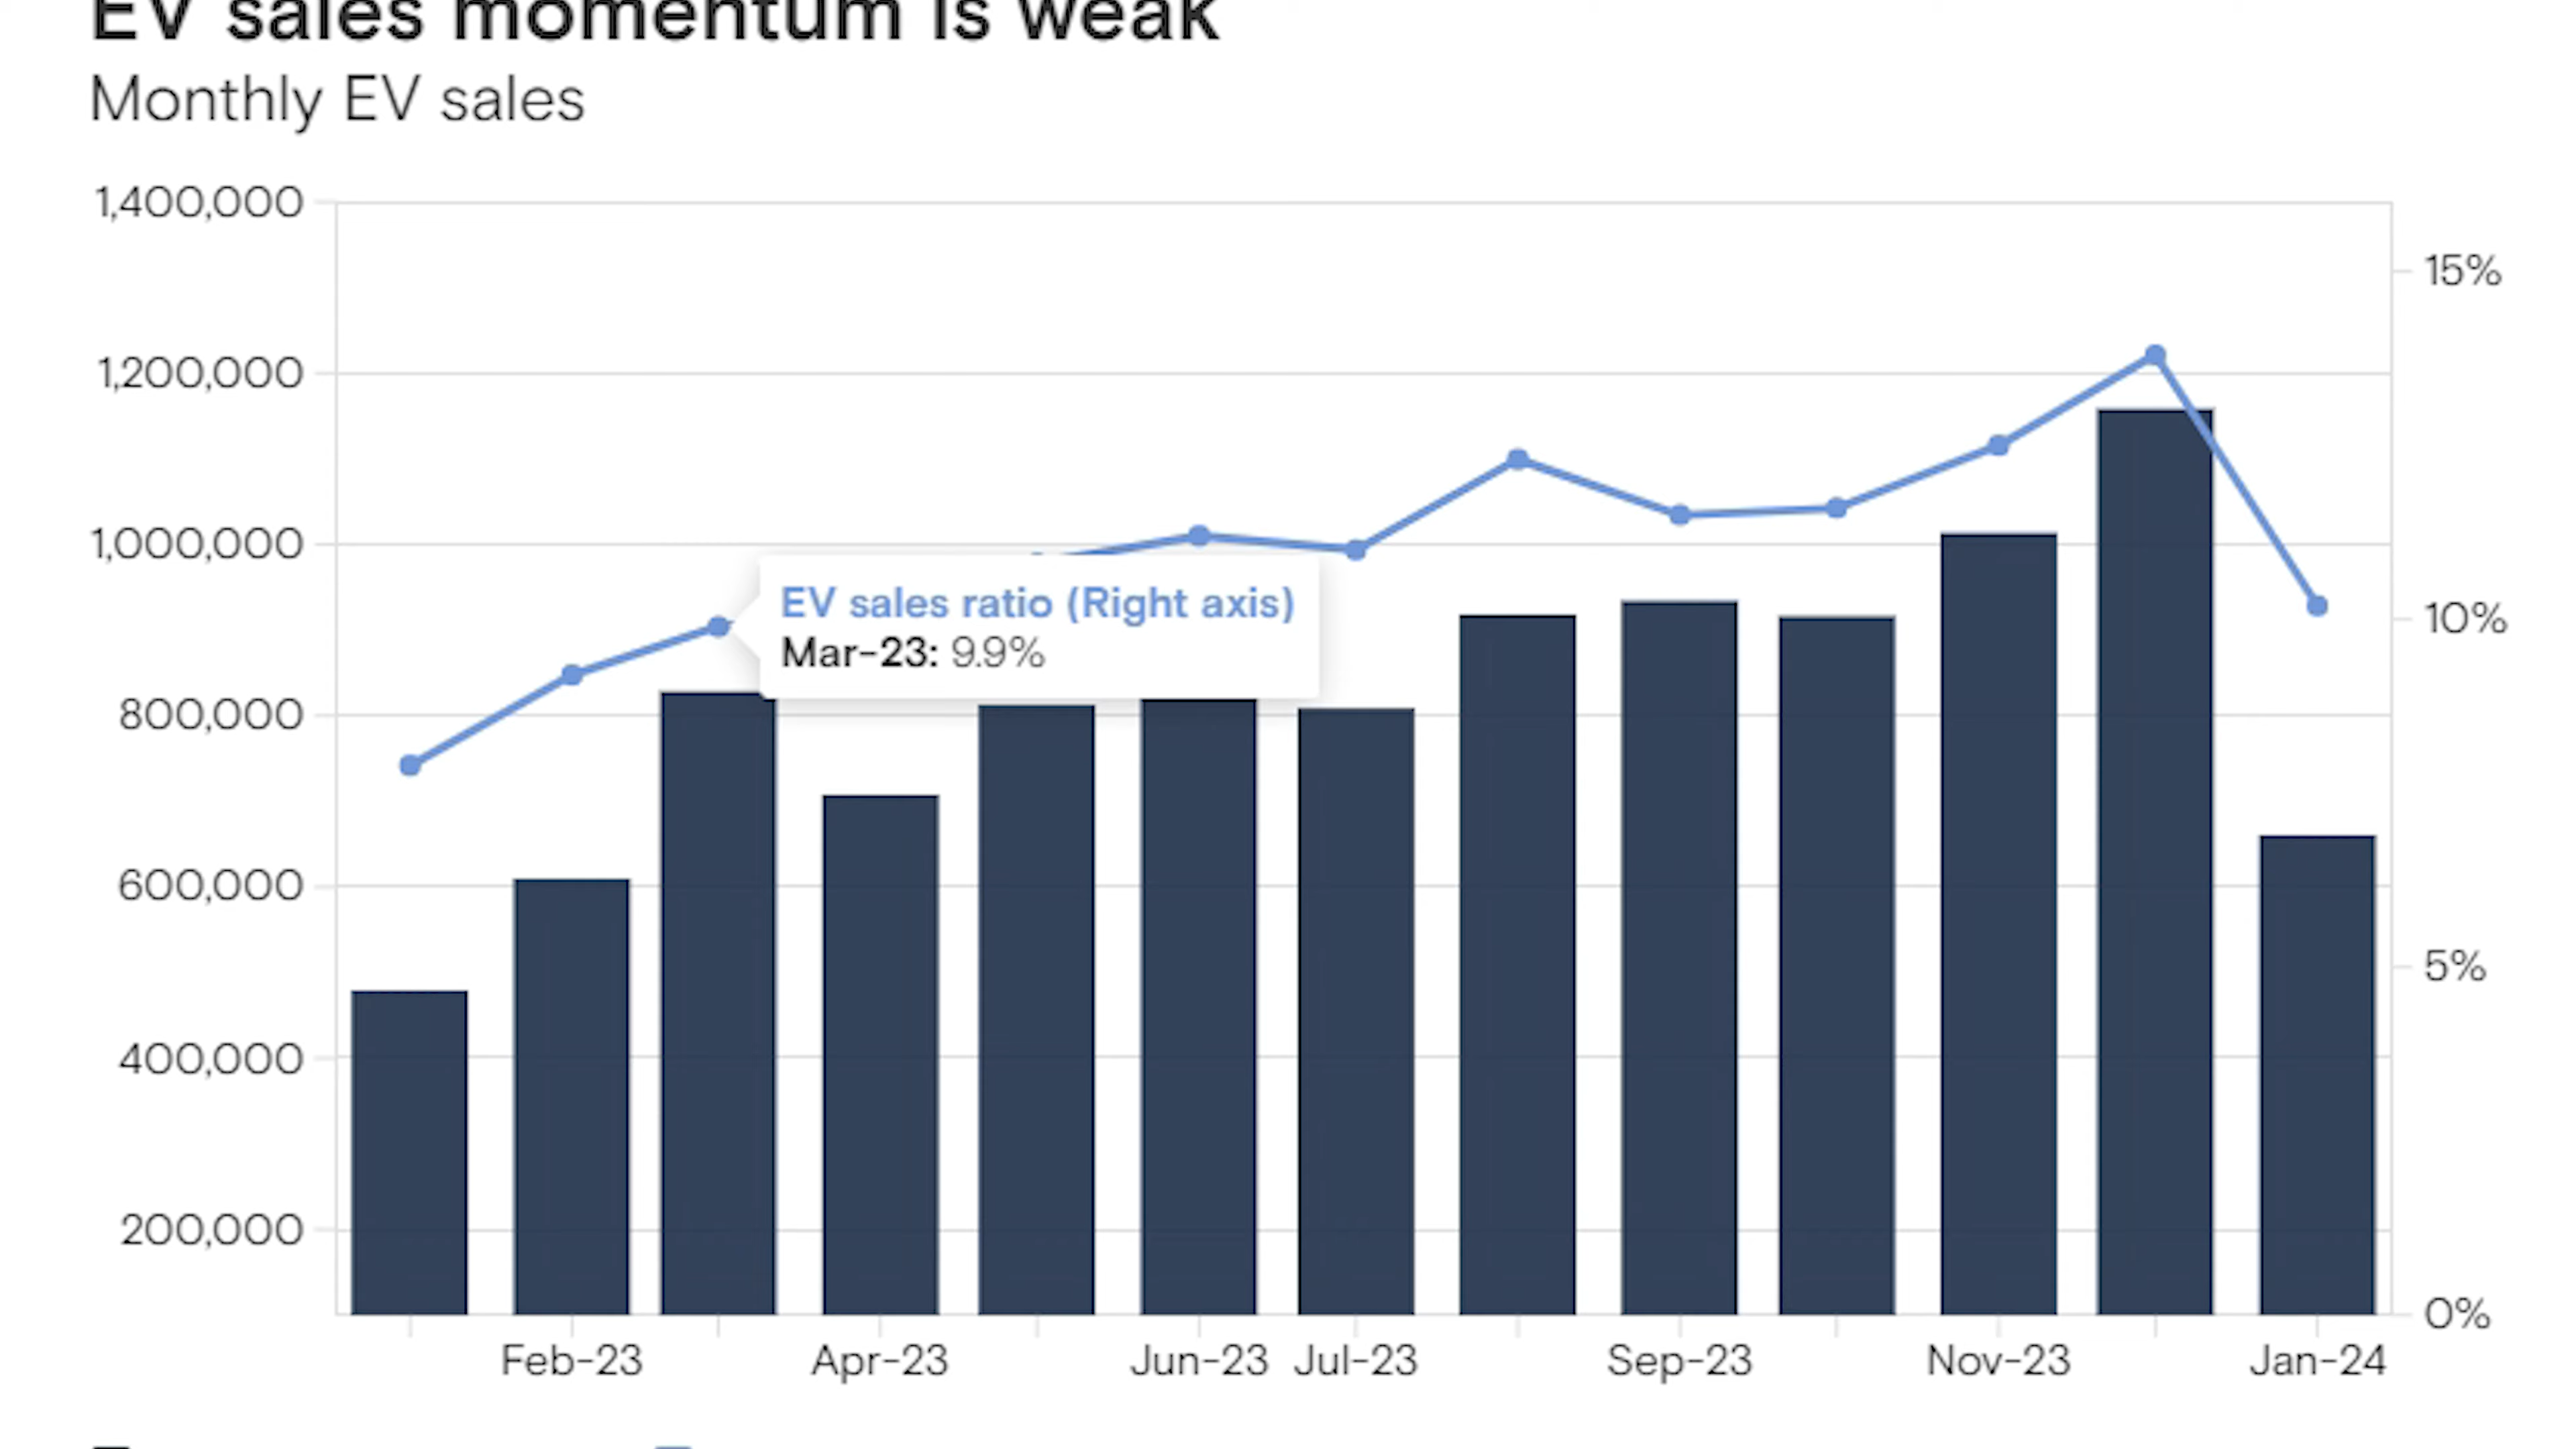 EV sales momentum is weak
Monthly EV sales
1,400,000
1,200,000
1,000,000
800,000
600,000
400,000
200,000
15%
10%
5%
0%
EV sales ratio (Right axis)
Mar-23: 9.9%
Feb-23
Apr-23
Jun-23
Jul-23
Sep-23
Nov-23
Jan-24